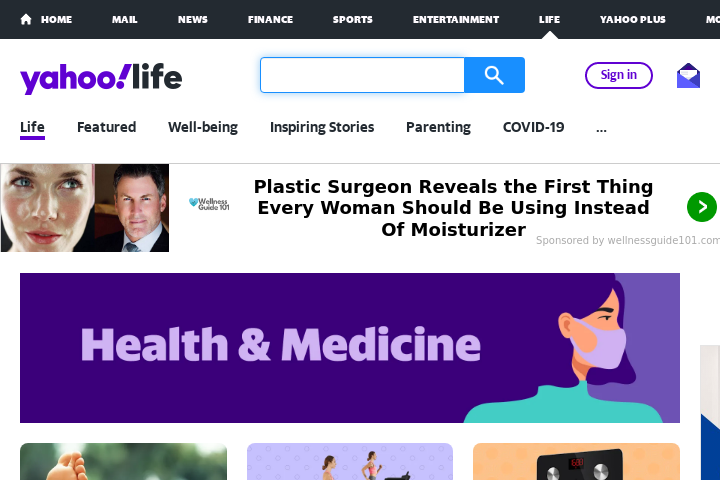 HOME MAIL NEWS FINANCE SPORTS ENTERTAINMENT LIFE YAHOO PLUS
yahoo!life
Sign in
Life Featured Well-being Inspiring Stories Parenting COVID-19 ...
Wellness
Guide 101
Plastic Surgeon Reveals the First Thing
Every Woman Should Be Using Instead
Of Moisturizer
Sponsored by wellnessguide101.com
Health & Medicine